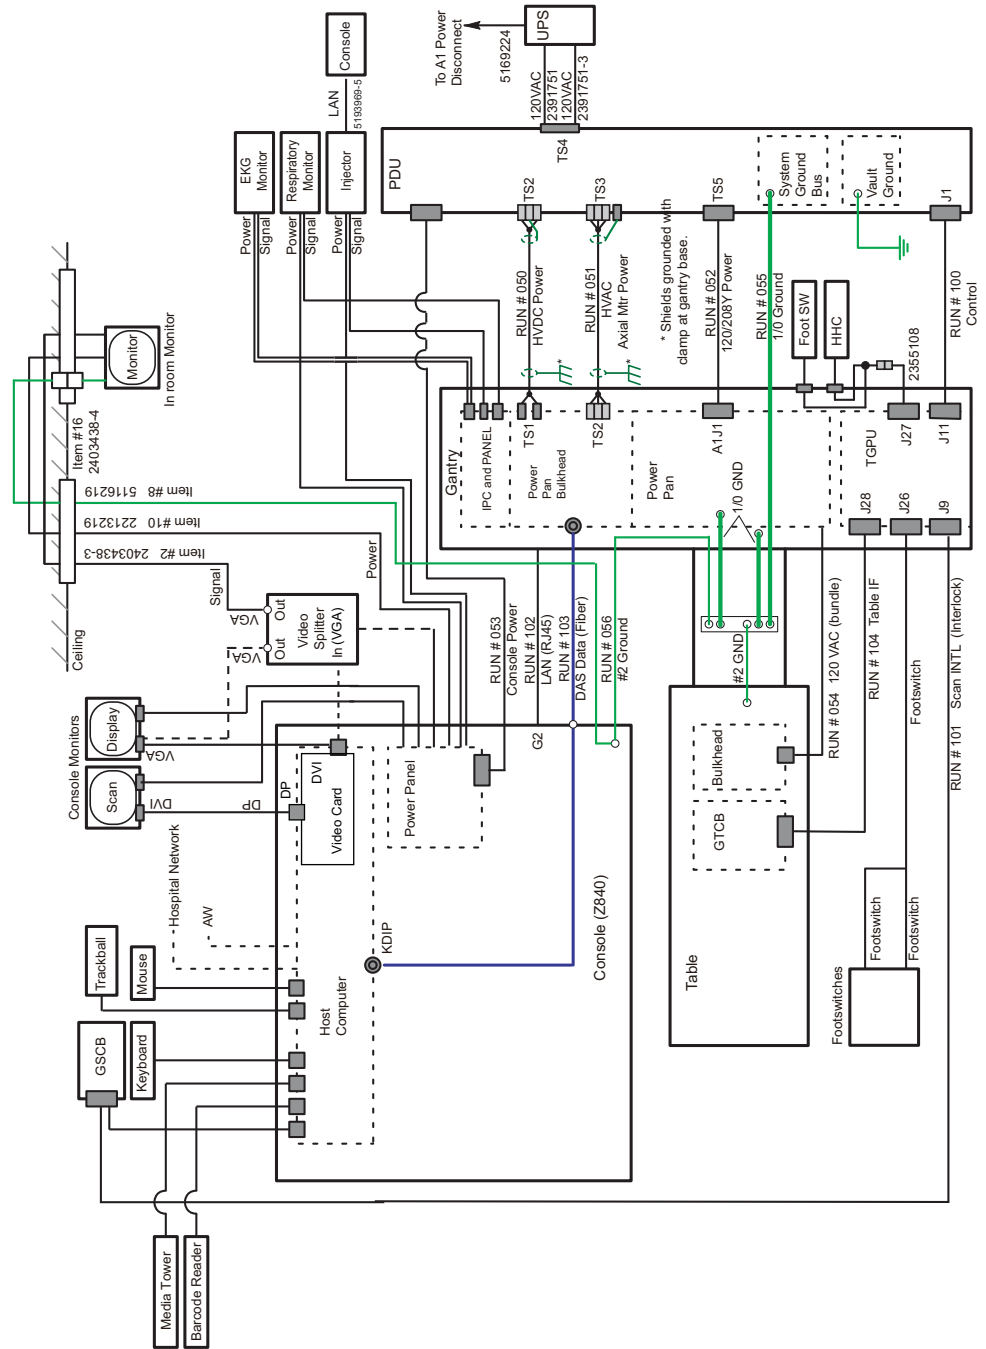 Console
LAN
5193969-5
To A1 Power
Disconnect
5169224
UPS
120VAC
2391751
120VAC
2391751-3
EKG
Monitor
Respiratory
Monitor
Injector
Power
Signal
Power
Signal
Power
Signal
PDU
TS4
TS2
TS3
TS5
System
Ground
Bus
Vault
Ground
J1
RUN # 050
HVDC Power
RUN # 051
HVAC
Axial Mtr Power
* Shields grounded with
clamp at gantry base.
RUN # 052
120/208Y Power
RUN # 055
1/0 Ground
Foot SW
HHC
2355108
RUN # 100
Control
*
*
Monitor
In room Monitor
Item #16
2403438-4
Item #8 5116219
Item #10 2213219
Item #2 2403438-3
Ceiling
Gantry
IPC and PANEL
TS1
Power
Pan
Bulkhead
TS2
Power
Pan
A1J1
1/0 GND
TGPU
J27
J11
J28
J26
J9
Power
Signal
VGA
Out
Out
VGA
Video
Splitter
In (VGA)
RUN # 053
Console Power
RUN # 102
LAN (RJ45)
RUN # 103
DAS Data (Fiber)
RUN # 056
#2 Ground
#2 GND
RUN # 054 120 VAC (bundle)
RUN # 104 Table IF
Footswitch
RUN # 101 Scan INTL (Interlock)
Console Monitors
Display
VGA
Scan
DVI
DP
DP
DVI
Video Card
Power Panel
G2
Bulkhead
GTCB
Table
Hospital Network
AW
KDIP
Console (Z840)
Host
Computer
Trackball
Mouse
GSCB
Keyboard
Footswitch
Footswitch
Footswitches
Media Tower
Barcode Reader